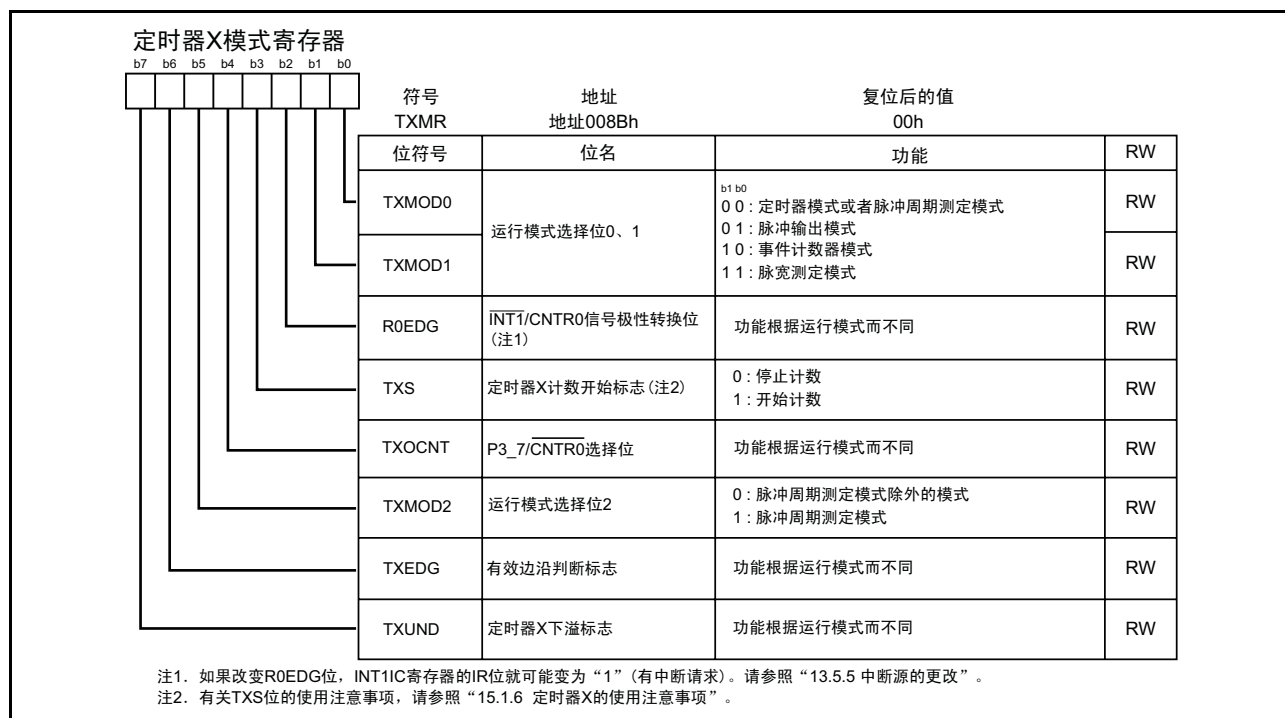 定时器X模式寄存器
b7 b6 b5 b4 b3 b2 b1 b0
符号 地址 复位后的值
TXMR 地址008Bh 00h
位符号 位名 功能 RW
TXMOD0 运行模式选择位0、1 RW
TXMOD1 RW
b1 b0
0 0 : 定时器模式或者脉冲周期测定模式
0 1 : 脉冲输出模式
1 0 : 事件计数器模式
1 1 : 脉宽测定模式
R0EDG INT1/CNTR0信号极性转换位 功能根据运行模式而不同 RW
(注1)
TXS 定时器X计数开始标志(注2) RW
0 : 停止计数
1 : 开始计数
TXOCNT P3_7/CNTR0选择位 功能根据运行模式而不同 RW
TXMOD2 运行模式选择位2 RW
0 : 脉冲周期测定模式除外的模式
1 : 脉冲周期测定模式
TXEDG 有效边沿判断标志 功能根据运行模式而不同 RW
TXUND 定时器X下溢标志 功能根据运行模式而不同 RW
注1. 如果改变R0EDG位，INT1IC寄存器的IR位就可能变为“1”(有中断请求)。请参照“13.5.5 中断源的更改”。
注2. 有关TXS位的使用注意事项，请参照“15.1.6 定时器X的使用注意事项”。